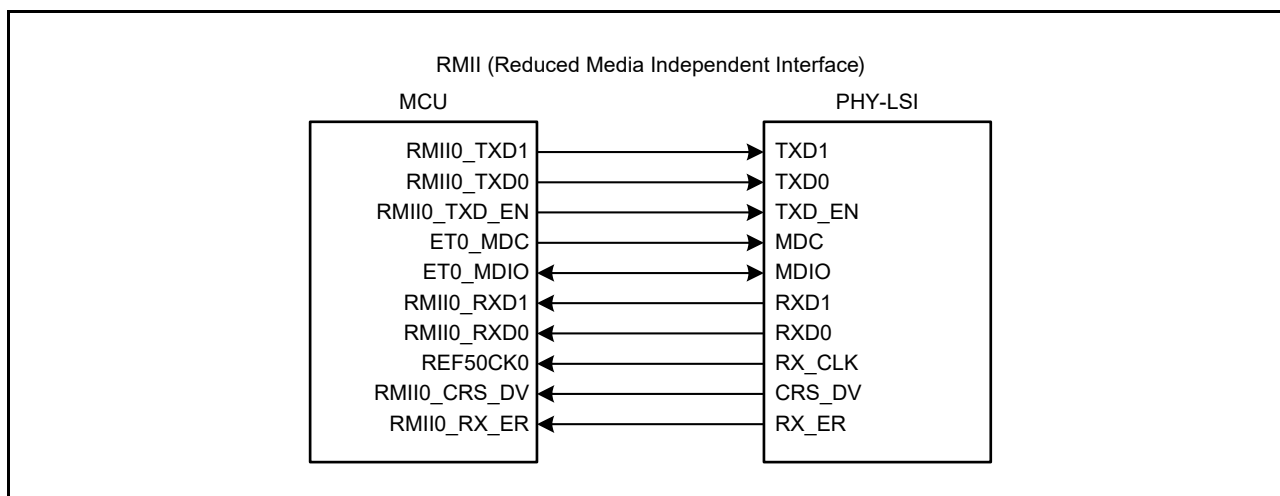 RMII (Reduced Media Independent Interface)
MCU PHY-LSI
RMII0_TXD1 TXD1
RMII0_TXD0 TXD0
RMII0_TXD_EN TXD_EN
ET0_MDC MDC
ET0_MDIO MDIO
RMII0_RXD1 RXD1
RMII0_RXD0 RXD0
REF50CK0 RX_CLK
RMII0_CRS_DV CRS_DV
RMII0_RX_ER RX_ER